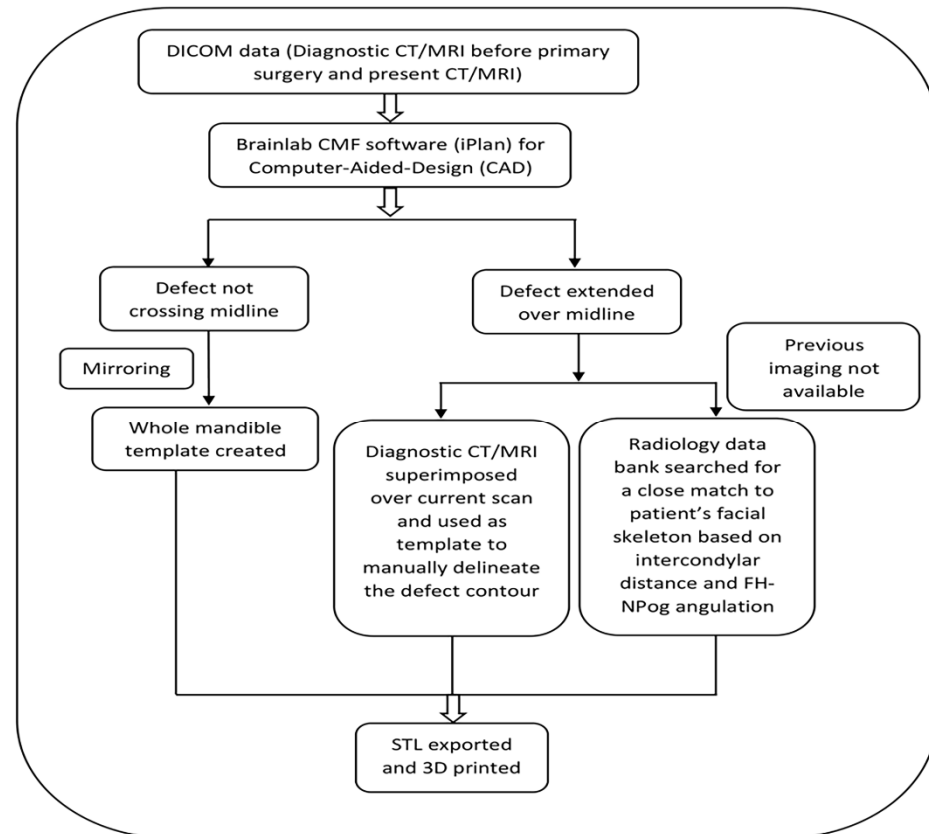 DICOM data (Diagnostic CT/MRI before primary
surgery and present CT/MRI)
Brainlab CMF software (iPlan) for
Computer-Aided-Design (CAD)
Defect not
crossing midline
Defect extended
over midline
Mirroring
Previous
imaging not
available
Whole mandible
template created
Diagnostic CT/MRI
superimposed
over current scan
and used as
template to
manually delineate
the defect contour
Radiology data
bank searched for
a close match to
patient’s facial
skeleton based on
intercondylar
distance and FH-
NPog angulation
STL exported
and 3D printed